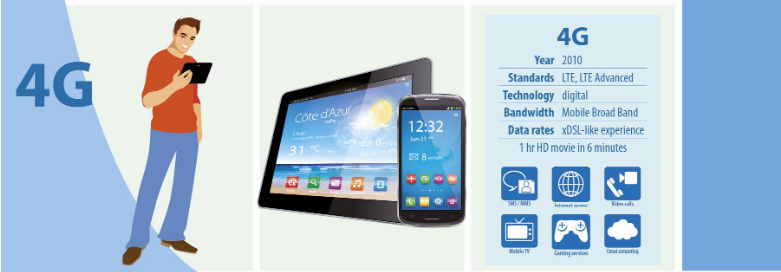 4G
Côte d'Azur
31 °C
12:32
8
4G
Year 2010
Standards LTE, LTE Advanced
Technology digital
Bandwidth Mobile Broad Band
Data rates xDSL-like experience
1 hr HD movie in 6 minutes
SMS / MMS
Internet access
Video calls
Mobile TV
Gaming services
Cloud computing